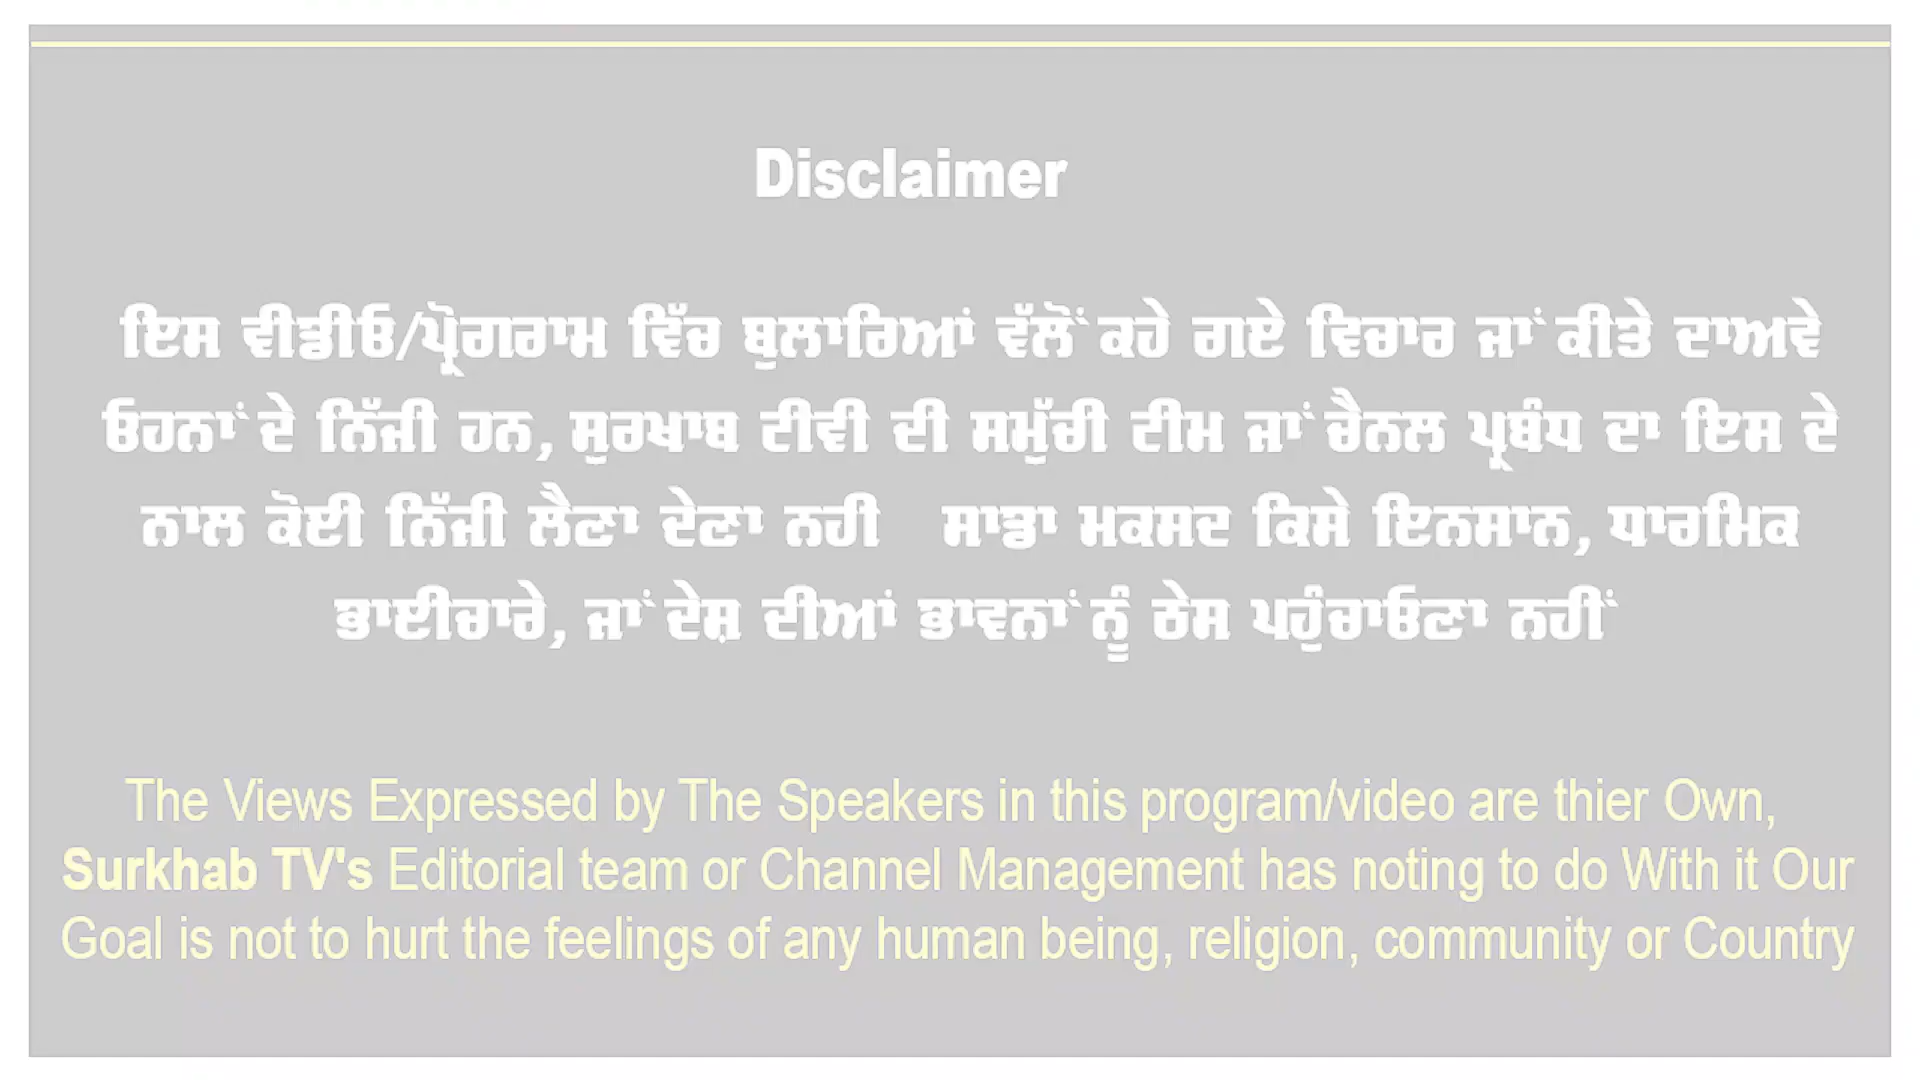 Disclaimer
ਇਸ ਵੀਡੀਓ/ਪ੍ਰੋਗਰਾਮ ਵਿੱਚ ਬੁਲਾਰਿਆਂ ਵੱਲੋਂ ਕਹੇ ਗਏ ਵਿਚਾਰ ਜਾਂ ਕੀਤੇ ਦਾਅਵੇ
ਓਹਨਾਂ ਦੇ ਨਿੱਜੀ ਹਨ, ਸੁਰਖਾਬ ਟੀਵੀ ਦੀ ਸਮੁੱਚੀ ਟੀਮ ਜਾਂ ਚੈਨਲ ਪ੍ਰਬੰਧ ਦਾ ਇਸ ਦੇ
ਨਾਲ ਕੋਈ ਨਿੱਜੀ ਲੈਣਾ ਦੇਣਾ ਨਹੀ ਸਾਡਾ ਮਕਸਦ ਕਿਸੇ ਇਨਸਾਨ, ਧਾਰਮਿਕ
ਭਾਈਚਾਰੇ, ਜਾਂ ਦੇਸ਼ ਦੀਆਂ ਭਾਵਨਾਂ ਨੂੰ ਠੇਸ ਪਹੁੰਚਾਓਣਾ ਨਹੀਂ
The Views Expressed by The Speakers in this program/video are thier Own,
Surkhab TV's Editorial team or Channel Management has noting to do With it Our
Goal is not to hurt the feelings of any human being, religion, community or Country